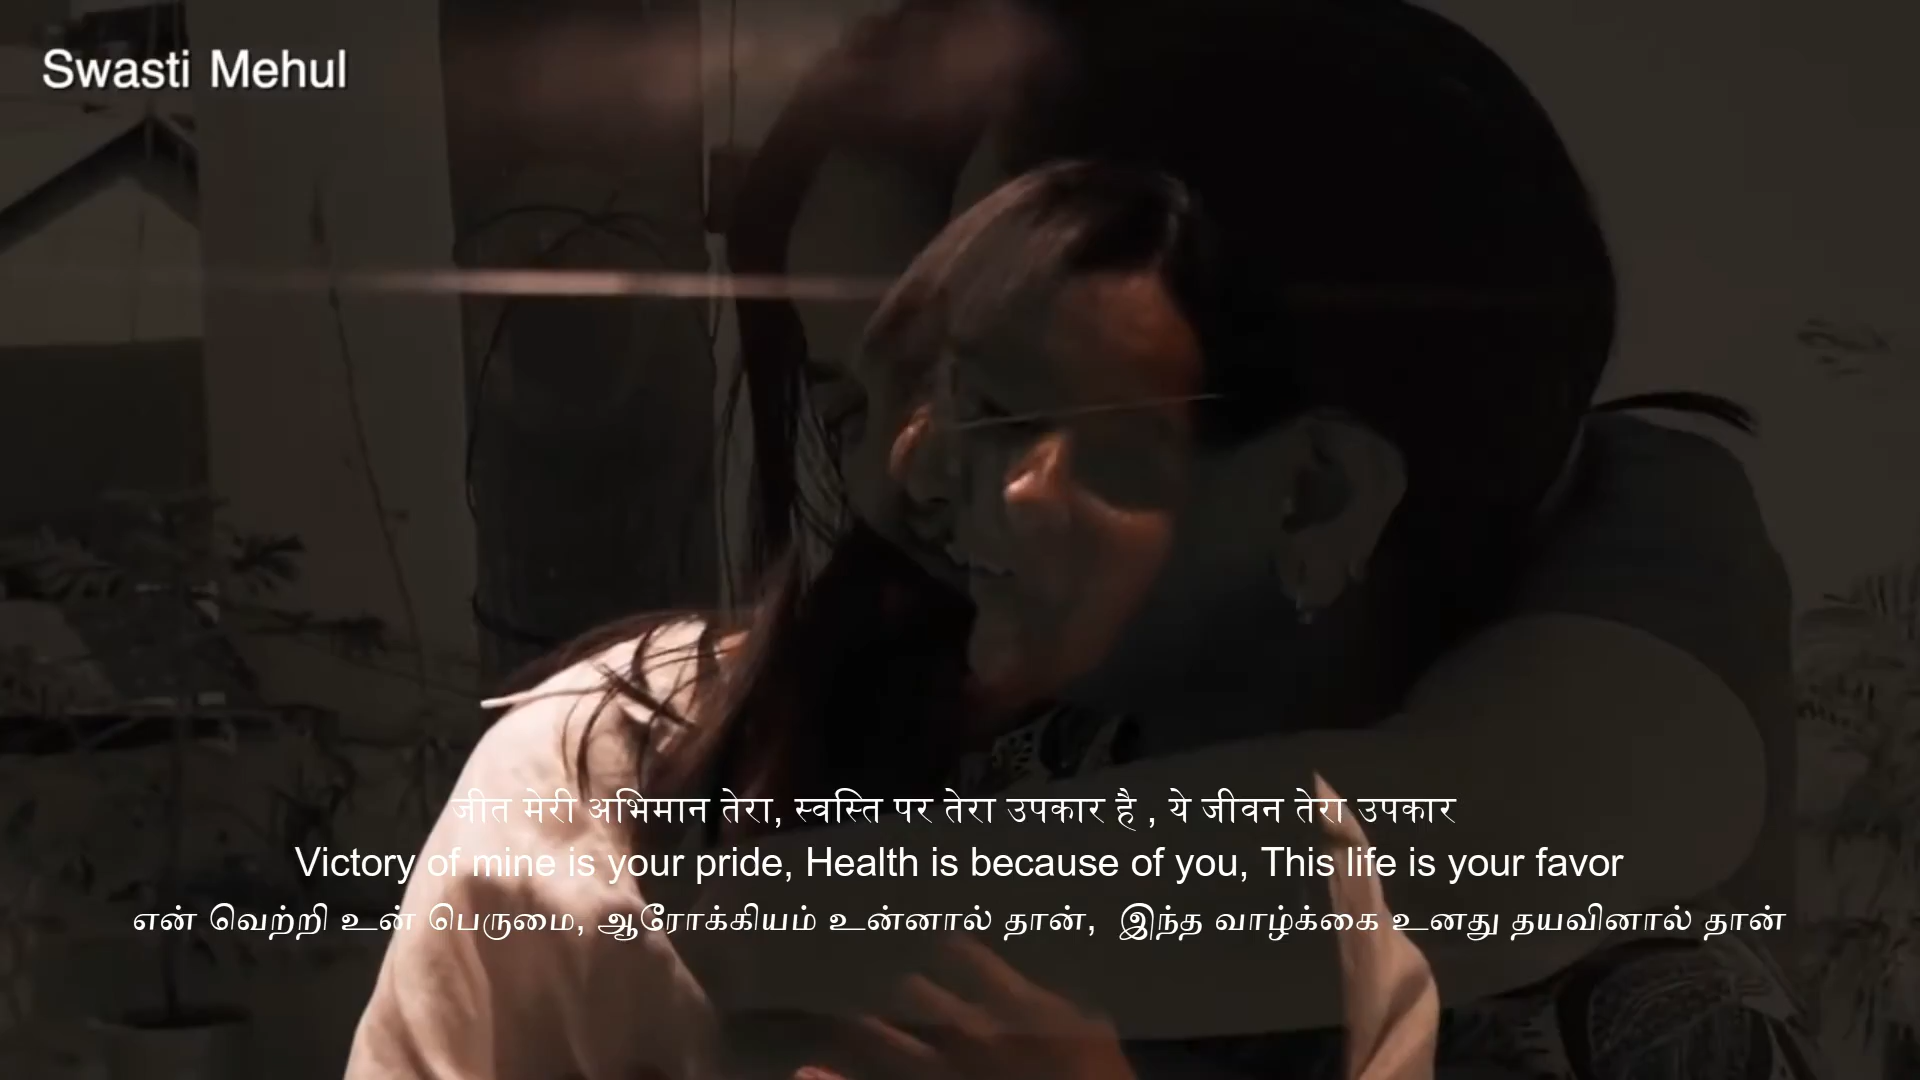 Swasti Mehul
जीत मेरी अभिमान तेरा, स्वस्ति पर तेरा उपकार है , ये जीवन तेरा उपकार
Victory of mine is your pride, Health is because of you, This life is your favor
என் வெற்றி உன் பெருமை, ஆரோக்கியம் உன்னால் தான், இந்த வாழ்க்கை உனது தயவினால் தான்